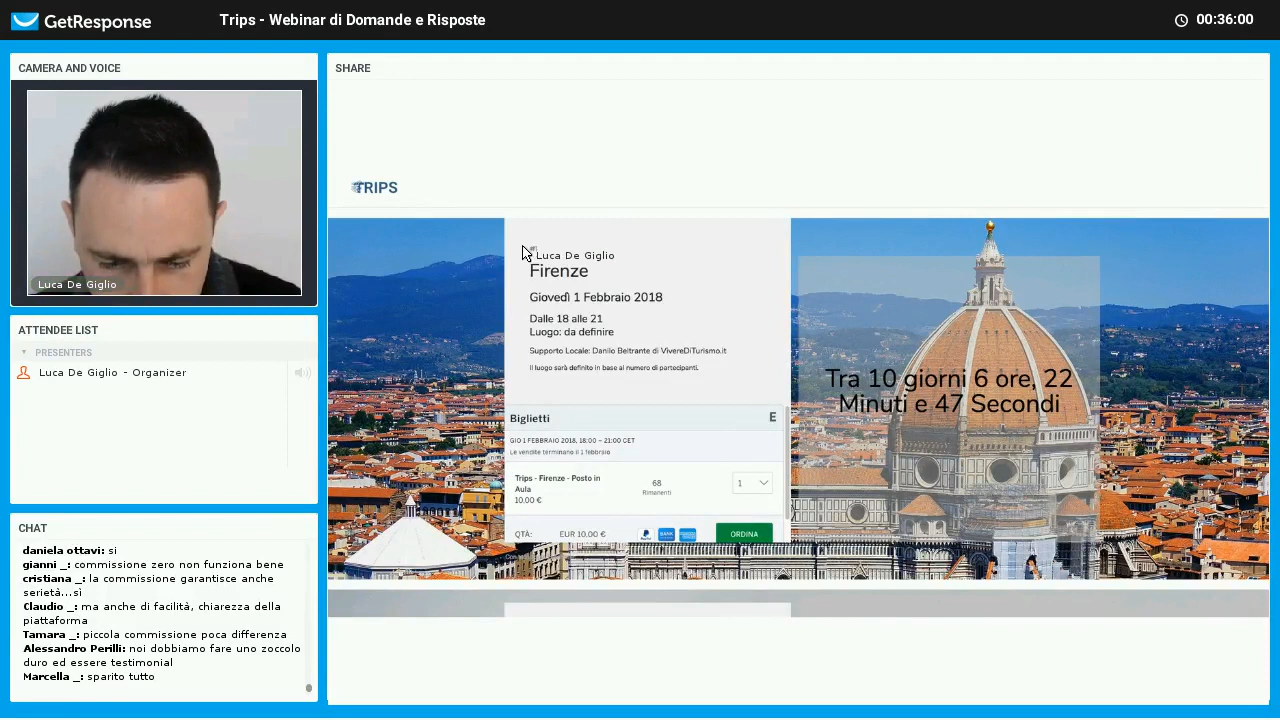 GetResponse
Trips - Webinar di Domande e Risposte
00:36:00
CAMERA AND VOICE
Luca De Giglio
ATTENDEE LIST
PRESENTERS
Luca De Giglio - Organizer
CHAT
daniela ottavi: si
gianni _: commissione zero non funziona bene
cristiana _: la commissione garantisce anche
serietà...sì
Claudio _: ma anche di facilità, chiarezza della
piattaforma
Tamara _: piccola commissione poca differenza
Alessandro Perilli: noi dobbiamo fare uno zoccolo
duro ed essere testimonial
Marcella _: sparito tutto
SHARE
TRIPS
Luca De Giglio
Firenze
Giovedì 1 Febbraio 2018
Dalle 18 alle 21
Luogo: da definire
Supporto Locale: Danilo Beltrante di VivereDiTurismo.it
Il luogo sarà definito in base al numero di partecipanti.
Biglietti
E
GIO 1 FEBBRAIO 2018, 18:00 – 21:00 CET
Le vendite terminano il 1 febbraio
Trips - Firenze - Posto in
Aula
10.00 €
68
Rimanenti
1
QTÀ:
EUR 10.00 €
ORDINA
Tra 10 giorni 6 ore, 22
Minuti e 47 Secondi